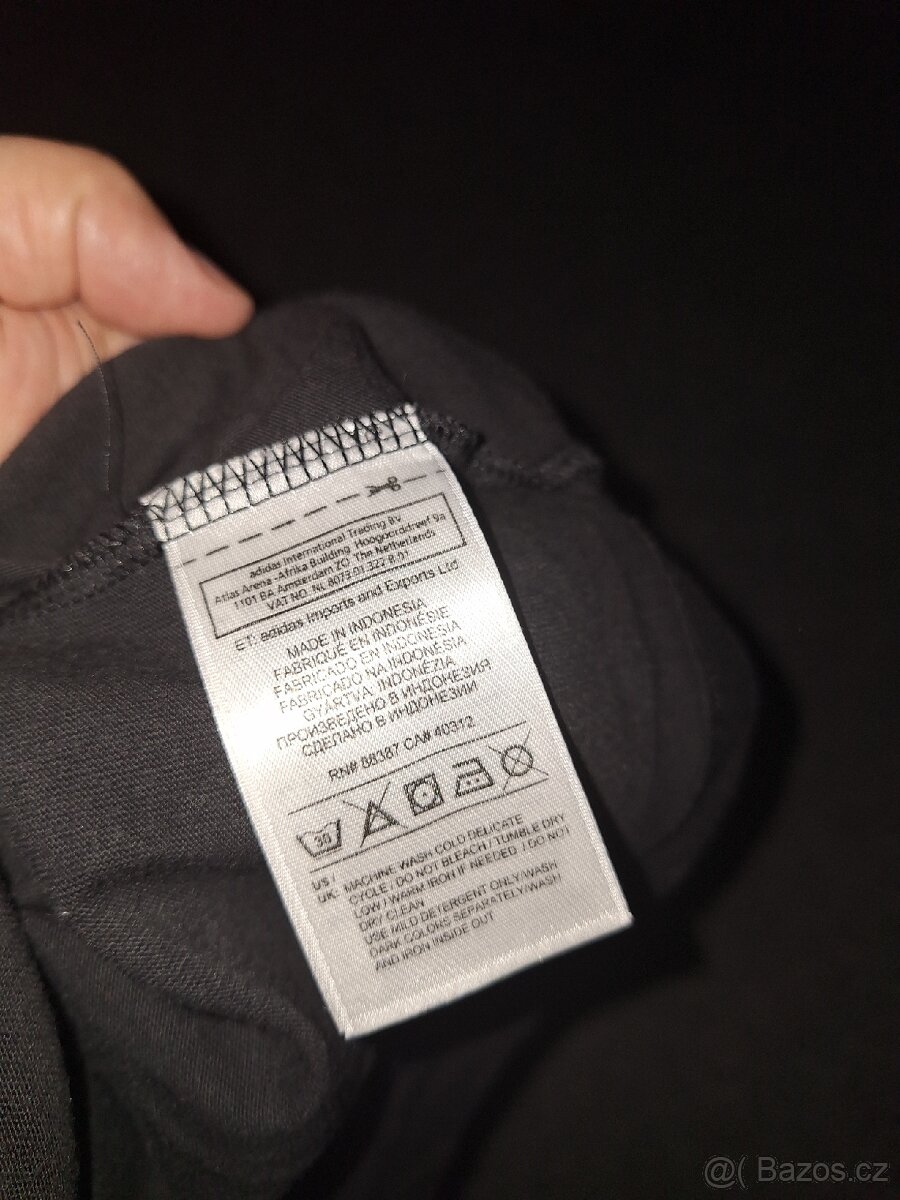 adidas International Trading BV
Atlas Arena -Afrika Building Hoogoorddreef 9a
1101 BA Amsterdam ZO The Netherlands
VAT NO. NL 8073.01.322.B.01
ET: adidas Imports and Exports Ltd
MADE IN INDONESIA
FABRIQUÉ EN INDONÉSIE
FABRICADO EN INDONESIA
FABRICADO NA INDONÉSIA
GYÁRTVA, INDONÉZIA
ПРОИЗВЕДЕНО В ИНДОНЕЗИЯ
СДЕЛАНО В ИНДОНЕЗИИ
RN# 88387 CA# 40312
30
US / UK: MACHINE WASH COLD DELICATE
CYCLE / DO NOT BLEACH / TUMBLE DRY
LOW / WARM IRON IF NEEDED / DO NOT
DRY CLEAN
USE MILD DETERGENT ONLY/WASH
DARK COLORS SEPARATELY/WASH
AND IRON INSIDE OUT
@( Bazos.cz